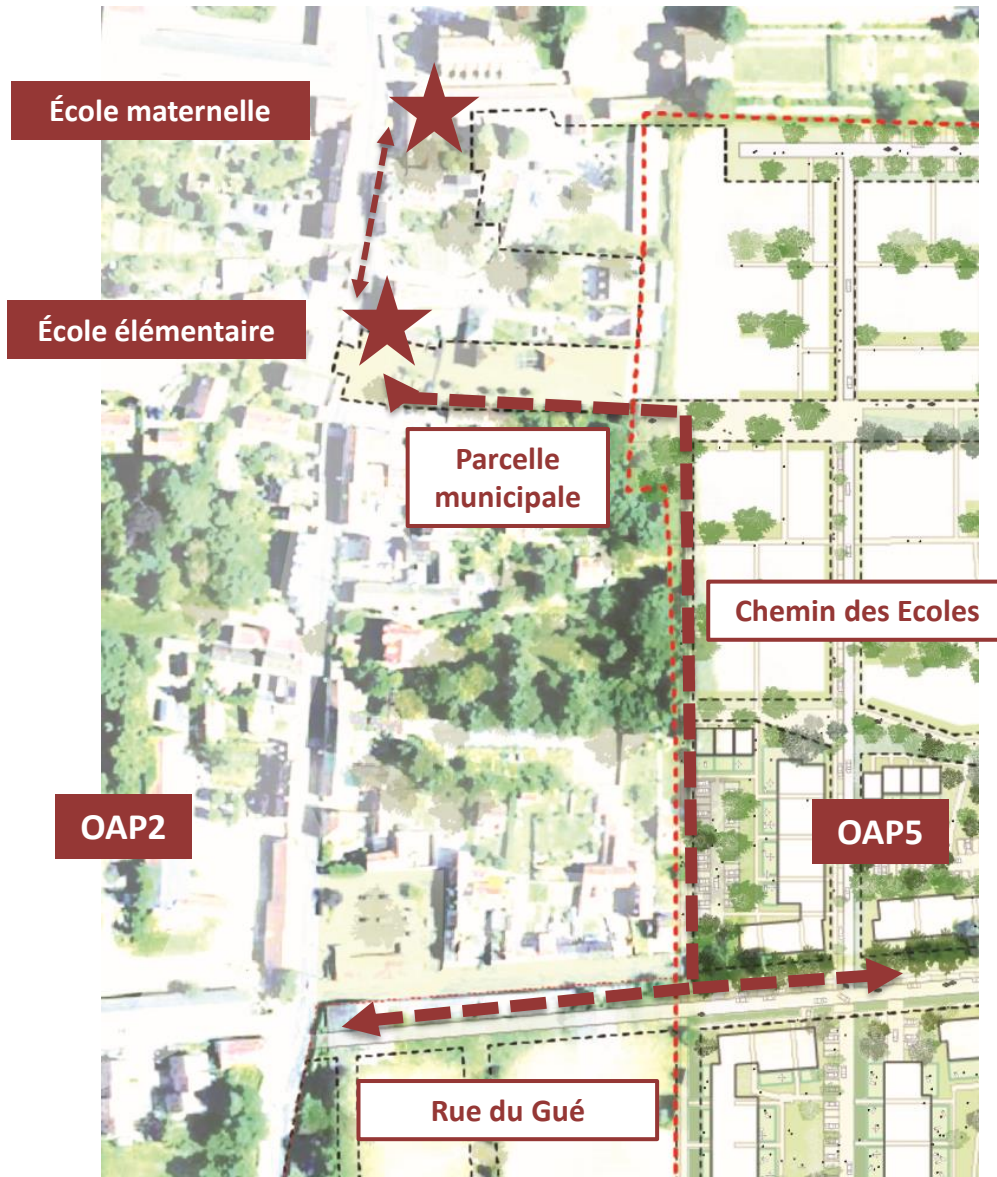 École maternelle
École élémentaire
Parcelle
municipale
Chemin des Ecoles
OAP2
OAP5
Rue du Gué